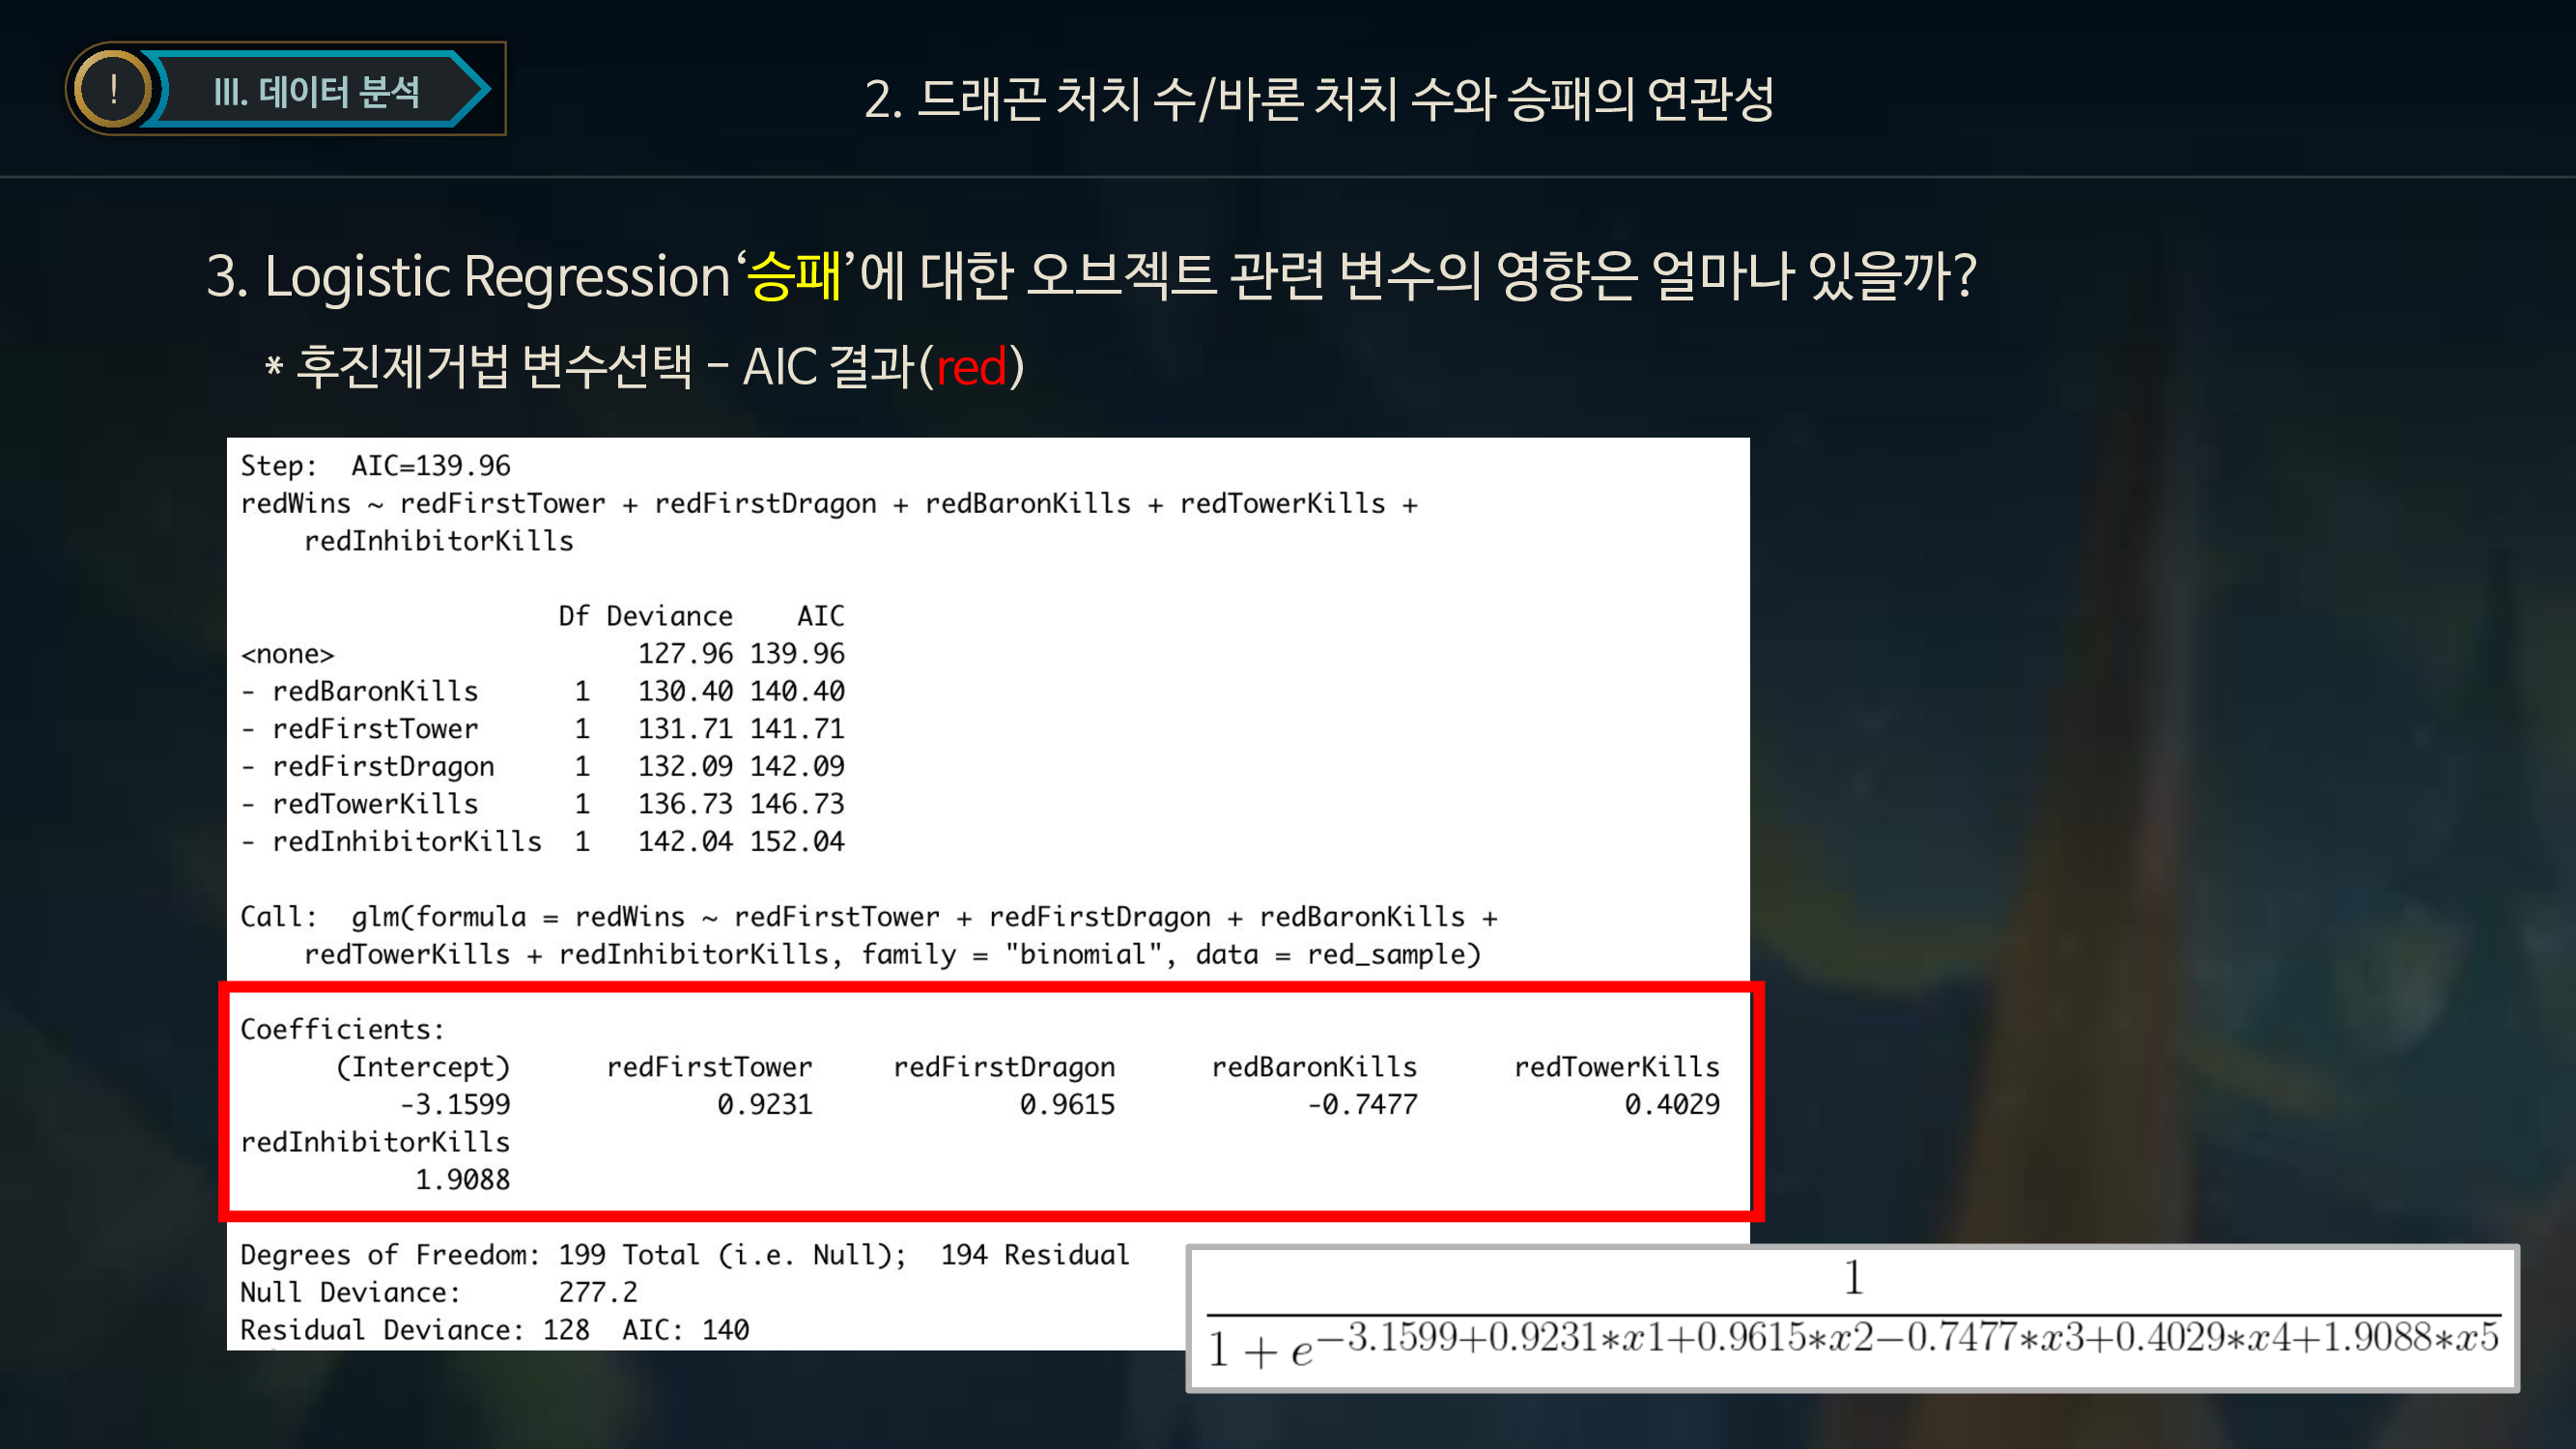 !
III. 데이터 분석
2. 드래곤 처치 수/바론 처치 수와 승패의 연관성
3. Logistic Regression ‘승패’에 대한 오브젝트 관련 변수의 영향은 얼마나 있을까?
* 후진제거법 변수선택 – AIC 결과(red)
Step:  AIC=139.96
redWins ~ redFirstTower + redFirstDragon + redBaronKills + redTowerKills +
    redInhibitorKills
                    Df Deviance    AIC
<none>                   127.96 139.96
- redBaronKills      1   130.40 140.40
- redFirstTower      1   131.71 141.71
- redFirstDragon     1   132.09 142.09
- redTowerKills      1   136.73 146.73
- redInhibitorKills  1   142.04 152.04
Call:  glm(formula = redWins ~ redFirstTower + redFirstDragon + redBaronKills +
    redTowerKills + redInhibitorKills, family = "binomial", data = red_sample)
Coefficients:
      (Intercept)      redFirstTower     redFirstDragon      redBaronKills      redTowerKills
          -3.1599             0.9231             0.9615            -0.7477             0.4029
redInhibitorKills
           1.9088
Degrees of Freedom: 199 Total (i.e. Null);  194 Residual
Null Deviance:      277.2
Residual Deviance: 128  AIC: 140
1
1 + e^−3.1599+0.9231*x1+0.9615*x2−0.7477*x3+0.4029*x4+1.9088*x5